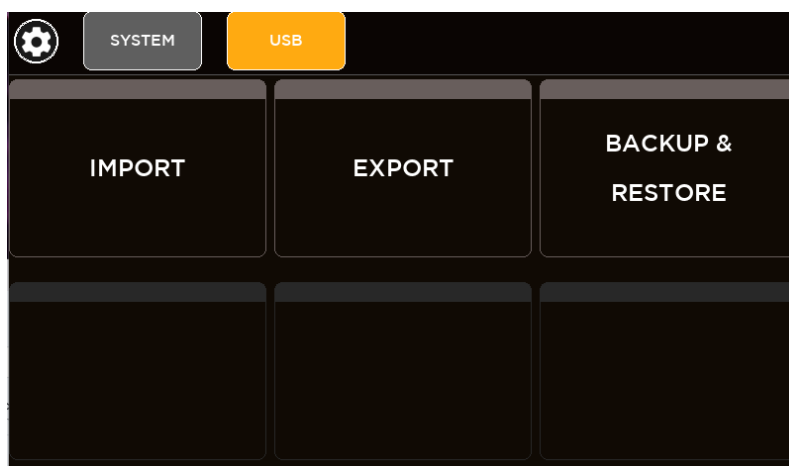 SYSTEM
USB
IMPORT
EXPORT
BACKUP &
RESTORE